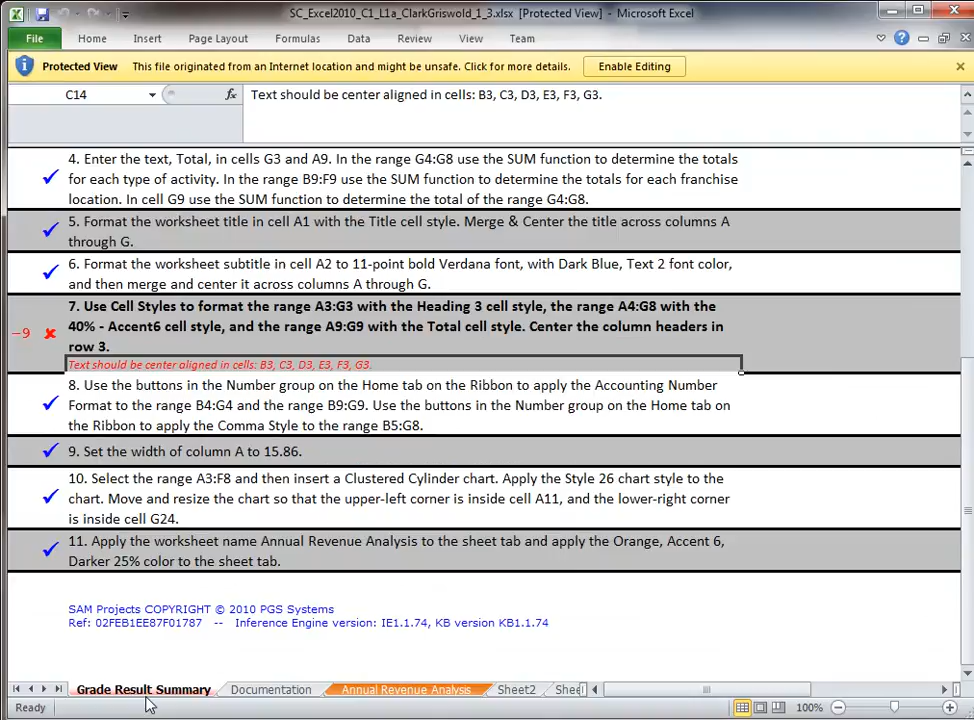 SC_Excel2010_C1_L1a_ClarkGriswold_1_3.xlsx [Protected View] - Microsoft Excel
File Home Insert Page Layout Formulas Data Review View Team
Protected View This file originated from an Internet location and might be unsafe. Click for more details. Enable Editing
C14 fx Text should be center aligned in cells: B3, C3, D3, E3, F3, G3.
4. Enter the text, Total, in cells G3 and A9. In the range G4:G8 use the SUM function to determine the totals
for each type of activity. In the range B9:F9 use the SUM function to determine the totals for each franchise
location. In cell G9 use the SUM function to determine the total of the range G4:G8.
5. Format the worksheet title in cell A1 with the Title cell style. Merge & Center the title across columns A
through G.
6. Format the worksheet subtitle in cell A2 to 11-point bold Verdana font, with Dark Blue, Text 2 font color,
and then merge and center it across columns A through G.
7. Use Cell Styles to format the range A3:G3 with the Heading 3 cell style, the range A4:G8 with the
-9 40% - Accent6 cell style, and the range A9:G9 with the Total cell style. Center the column headers in
row 3.
Text should be center aligned in cells: B3, C3, D3, E3, F3, G3.
8. Use the buttons in the Number group on the Home tab on the Ribbon to apply the Accounting Number
Format to the range B4:G4 and the range B9:G9. Use the buttons in the Number group on the Home tab on
the Ribbon to apply the Comma Style to the range B5:G8.
9. Set the width of column A to 15.86.
10. Select the range A3:F8 and then insert a Clustered Cylinder chart. Apply the Style 26 chart style to the
chart. Move and resize the chart so that the upper-left corner is inside cell A11, and the lower-right corner
is inside cell G24.
11. Apply the worksheet name Annual Revenue Analysis to the sheet tab and apply the Orange, Accent 6,
Darker 25% color to the sheet tab.
SAM Projects COPYRIGHT © 2010 PGS Systems
Ref: 02FEB1EE87F01787 -- Inference Engine version: IE1.1.74, KB version KB1.1.74
Grade Result Summary Documentation Annual Revenue Analysis Sheet2 Shee
Ready 100%